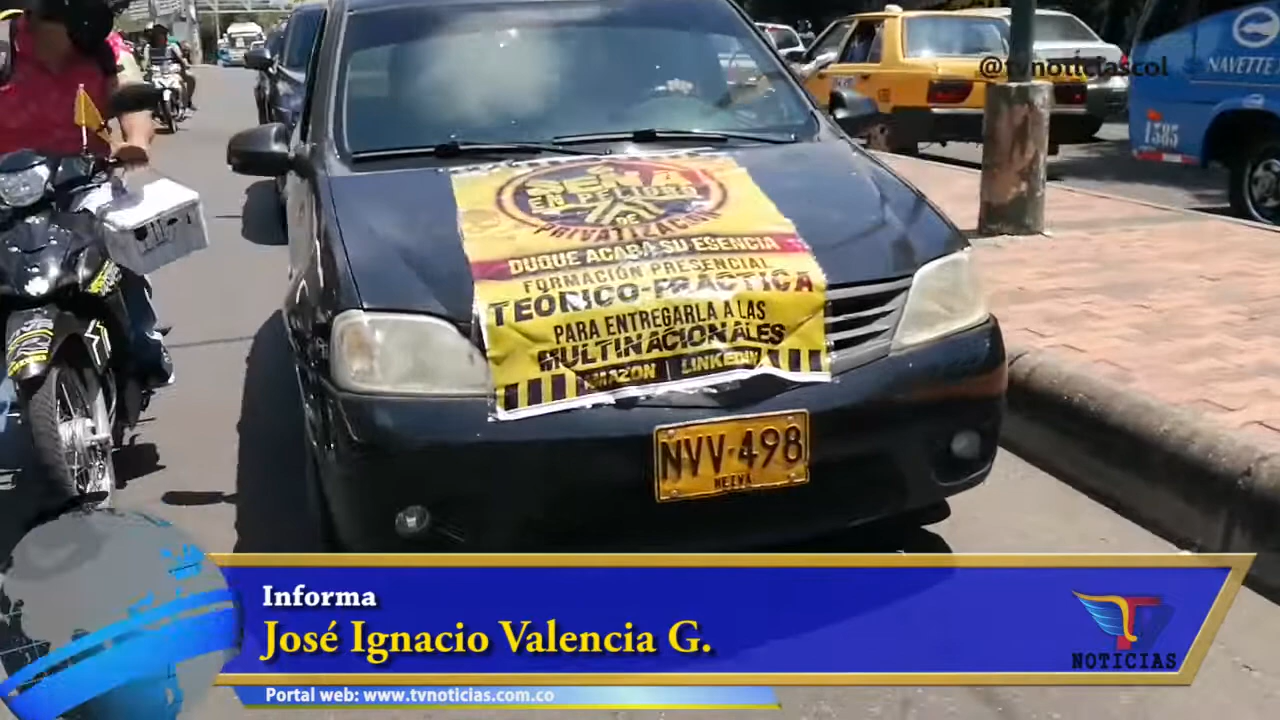 @tvnoticiascol
NAVETTE
1585
SENA
EN PELIGRO
DE
PRIVATIZACIÓN
DUQUE ACABA SU ESENCIA
FORMACIÓN PRESENCIAL
TEÓRICO-PRÁCTICA
PARA ENTREGARLA A LAS
MULTINACIONALES
AMAZON LINKEDIN
NVV-498
NEIVA
Informa
José Ignacio Valencia G.
NOTICIAS
Portal web: www.tvnoticias.com.co